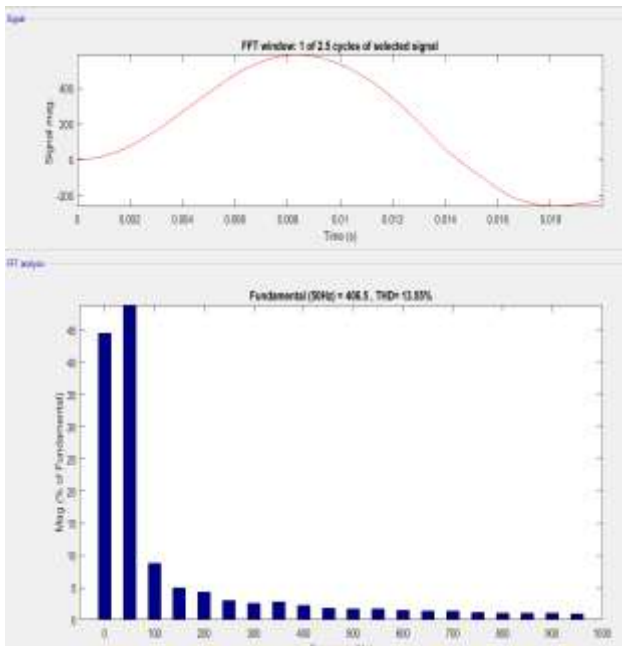 Signal
FFT window: 1 of 2.5 cycles of selected signal
400
200
0
-200
Signal mag.
0 0.002 0.004 0.006 0.008 0.01 0.012 0.014 0.016 0.018
Time (s)
FFT analysis
Fundamental (50Hz) = 406.5 , THD= 13.55%
45
40
35
30
25
20
15
10
5
0
Mag (% of Fundamental)
0 100 200 300 400 500 600 700 800 900 1000